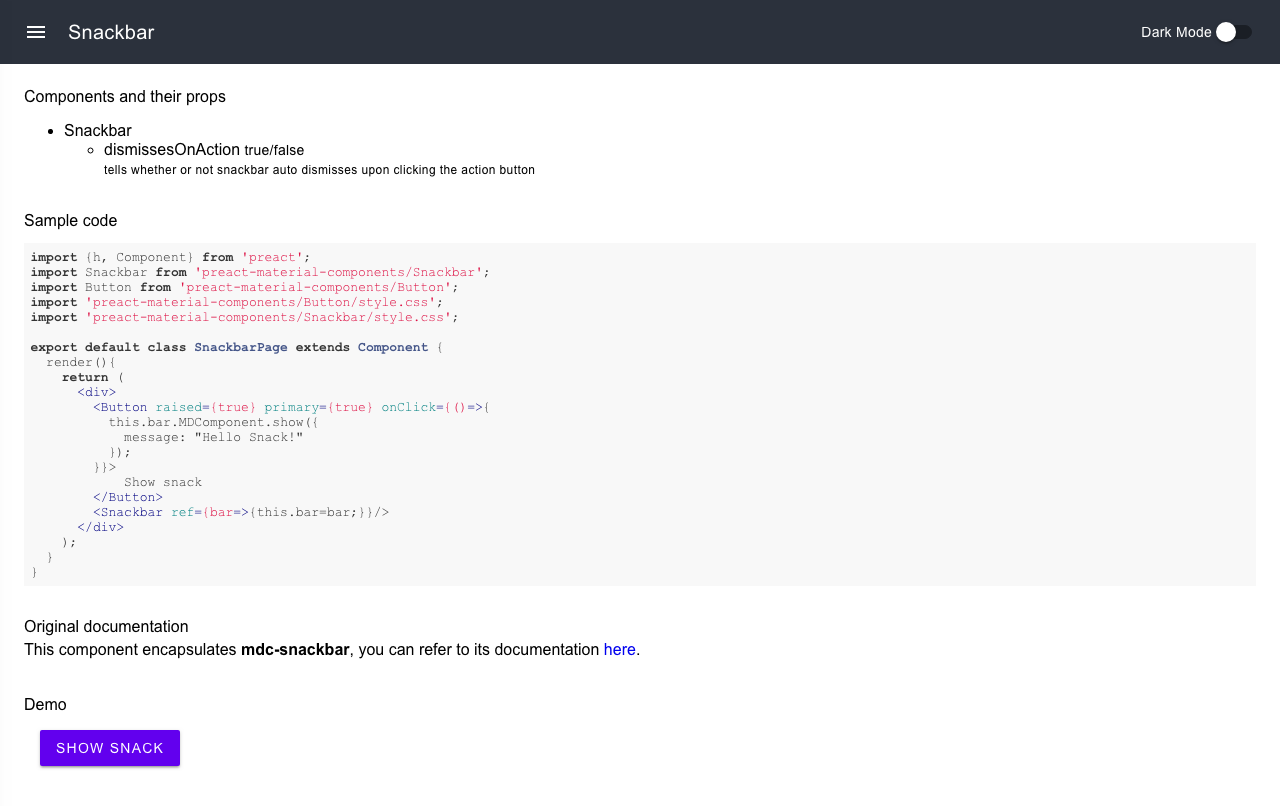 Snackbar
Dark Mode
Components and their props
Snackbar
dismissesOnAction true/false
tells whether or not snackbar auto dismisses upon clicking the action button
Sample code
import {h, Component} from 'preact';
import Snackbar from 'preact-material-components/Snackbar';
import Button from 'preact-material-components/Button';
import 'preact-material-components/Button/style.css';
import 'preact-material-components/Snackbar/style.css';
export default class SnackbarPage extends Component {
  render(){
    return (
      <div>
        <Button raised={true} primary={true} onClick={()=>{
          this.bar.MDComponent.show({
            message: "Hello Snack!"
          });
        }}>
            Show snack
        </Button>
        <Snackbar ref={bar=>{this.bar=bar;}}/>
      </div>
    );
  }
}
Original documentation
This component encapsulates mdc-snackbar, you can refer to its documentation here.
Demo
SHOW SNACK